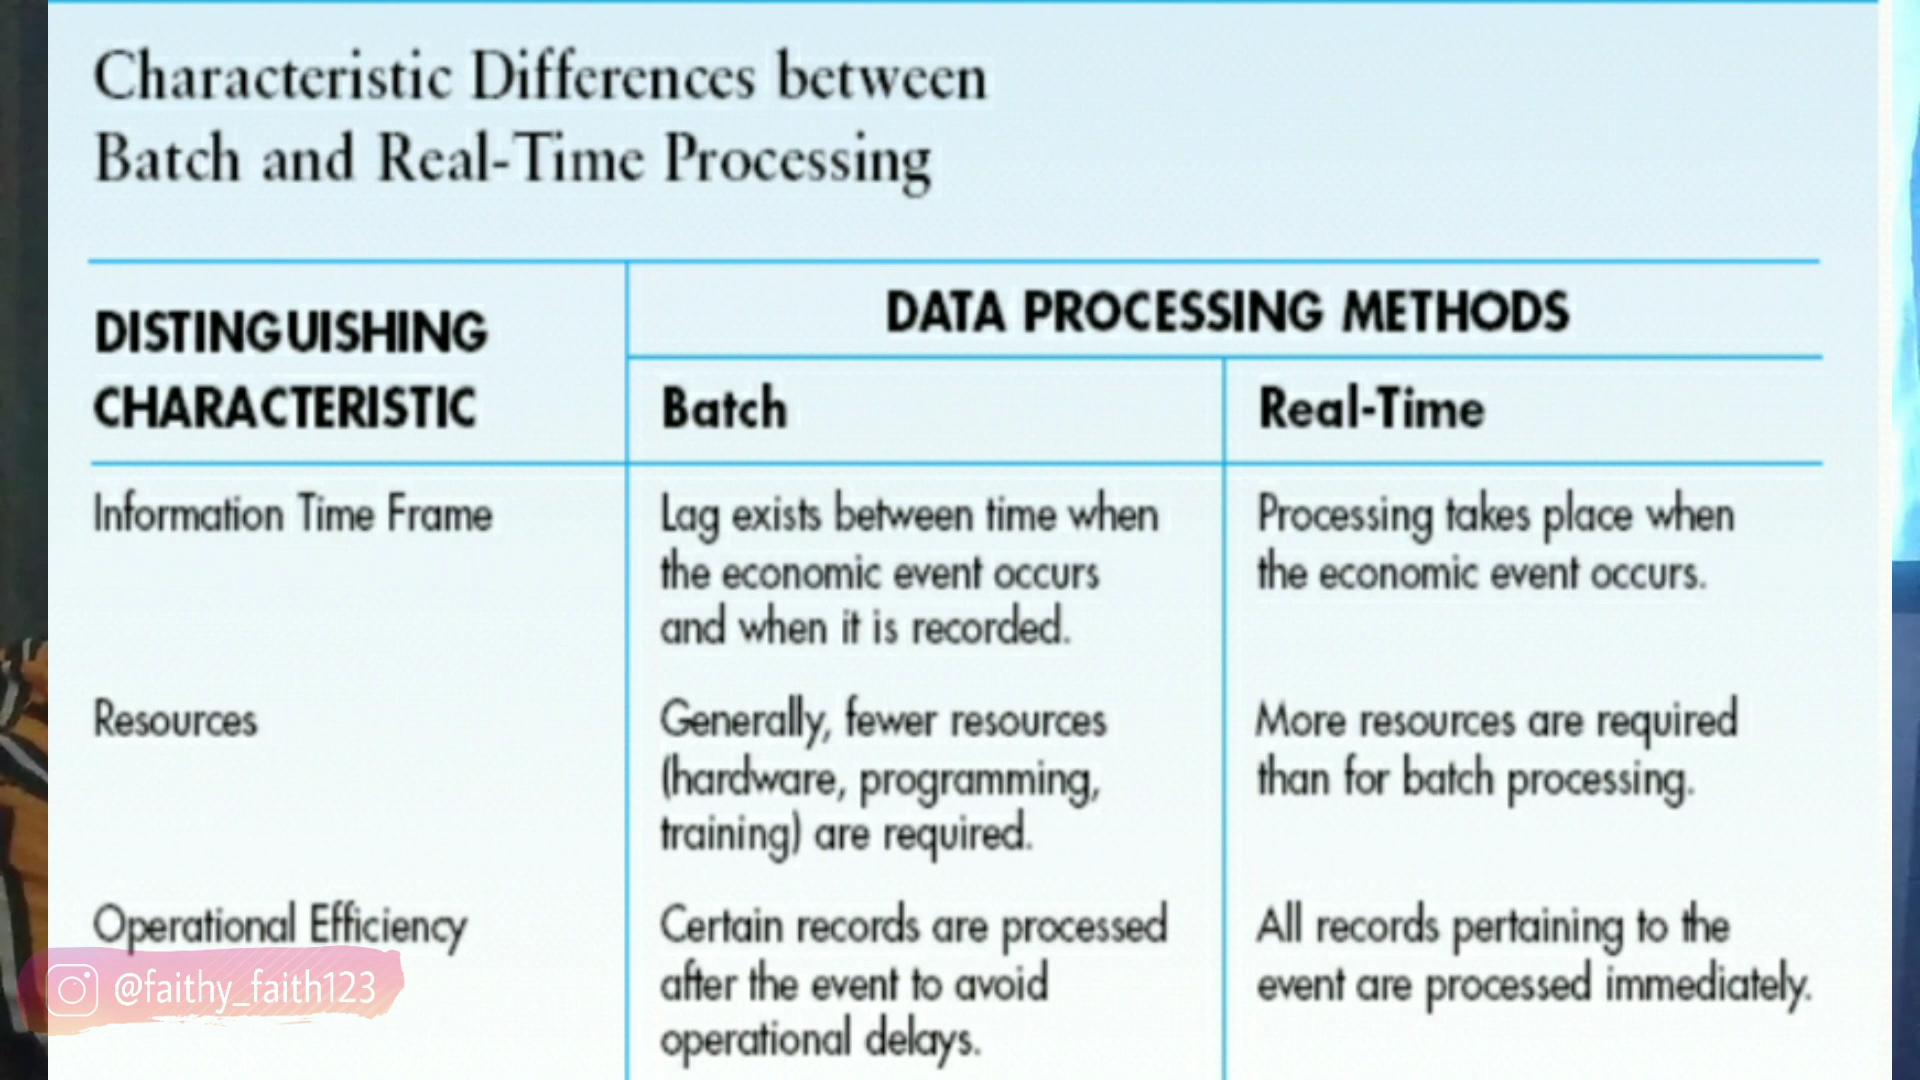 Characteristic Differences between
Batch and Real-Time Processing
DISTINGUISHING
CHARACTERISTIC
DATA PROCESSING METHODS
Batch
Real-Time
Information Time Frame
Lag exists between time when
the economic event occurs
and when it is recorded.
Processing takes place when
the economic event occurs.
Resources
Generally, fewer resources
(hardware, programming,
training) are required.
More resources are required
than for batch processing.
Operational Efficiency
Certain records are processed
after the event to avoid
operational delays.
All records pertaining to the
event are processed immediately.
@faithy_faith123